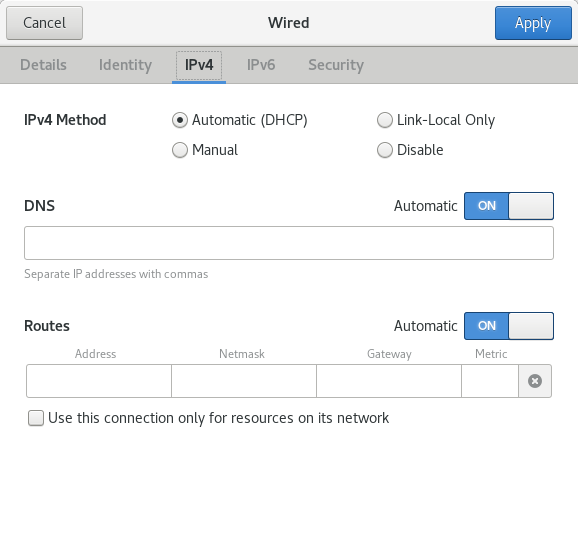 Cancel Wired Apply
Details Identity IPv4 IPv6 Security
IPv4 Method Automatic (DHCP) Link-Local Only
Manual Disable
DNS Automatic ON
Separate IP addresses with commas
Routes Automatic ON
Address Netmask Gateway Metric
Use this connection only for resources on its network